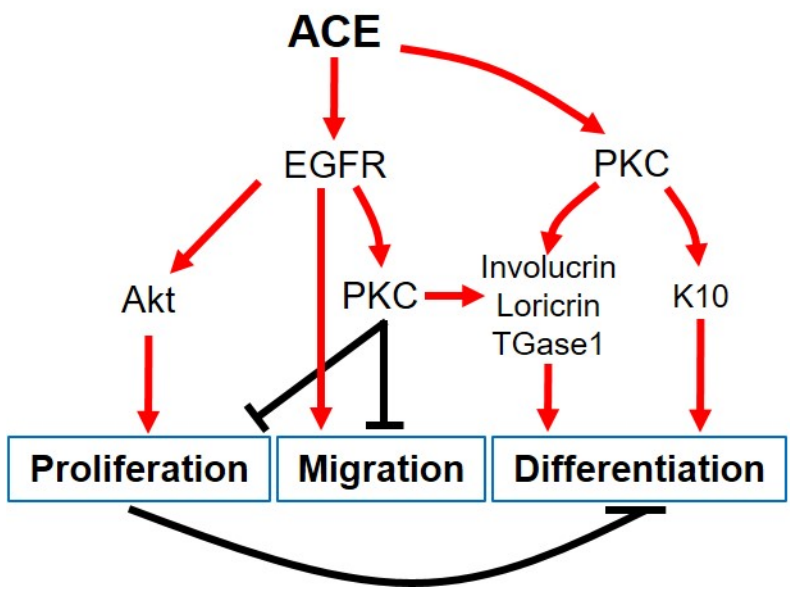 ACE
EGFR
PKC
Akt
PKC
Involucrin
Loricrin
TGase1
K10
Proliferation
Migration
Differentiation